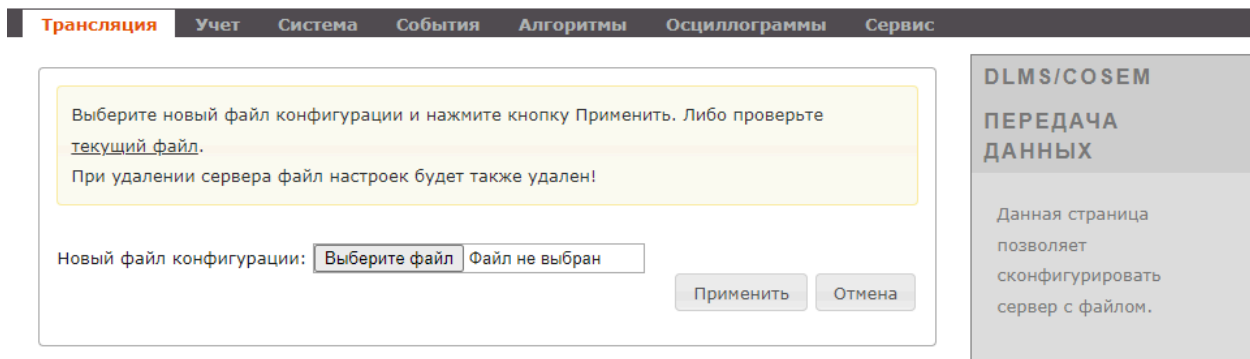 Трансляция Учет Система События Алгоритмы Осциллограммы Сервис
Выберите новый файл конфигурации и нажмите кнопку Применить. Либо проверьте
текущий файл.
При удалении сервера файл настроек будет также удален!
Новый файл конфигурации: Выберите файл Файл не выбран
Применить Отмена
DLMS/COSEM
ПЕРЕДАЧА
ДАННЫХ
Данная страница
позволяет
сконфигурировать
сервер с файлом.